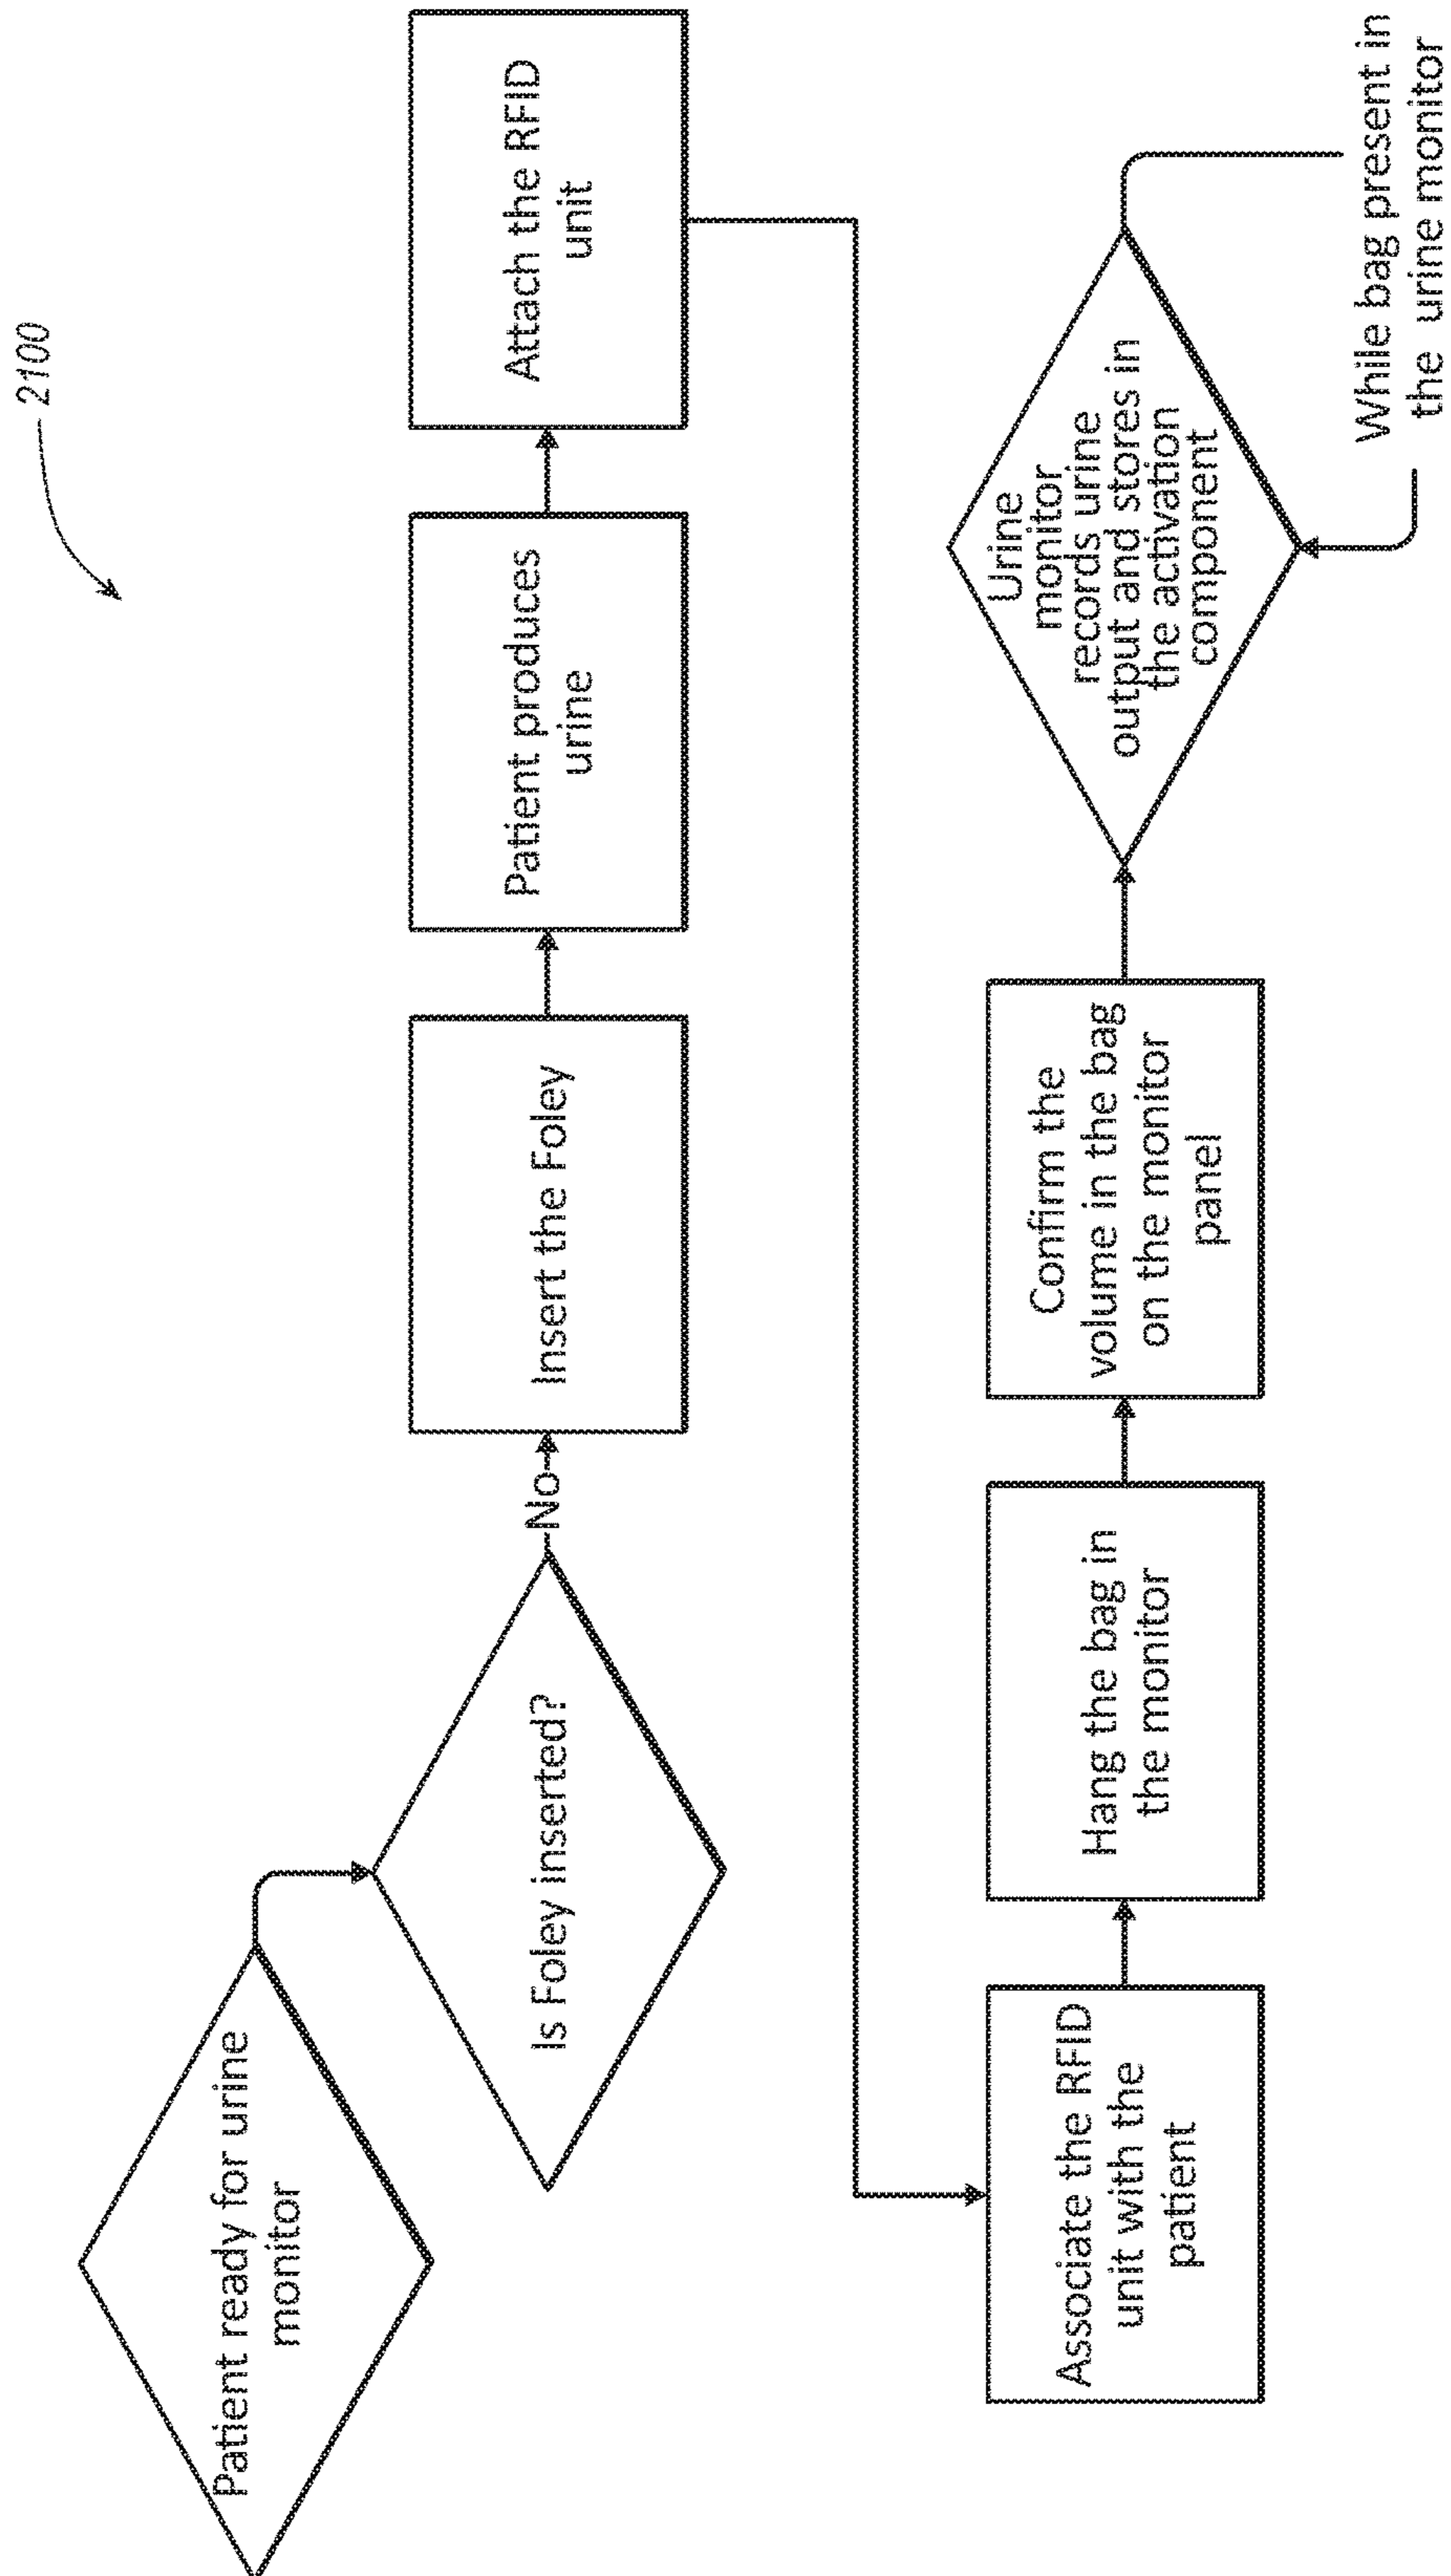 2100
Patient ready for urine
monitor
Is Foley inserted?
No
Insert the Foley
Patient produces
urine
Attach the RFID
unit
Associate the RFID
unit with the
patient
Hang the bag in
the monitor
Confirm the
volume in the bag
on the monitor
panel
Urine
monitor
records urine
output and stores in
the activation
component
While bag present in
the urine monitor